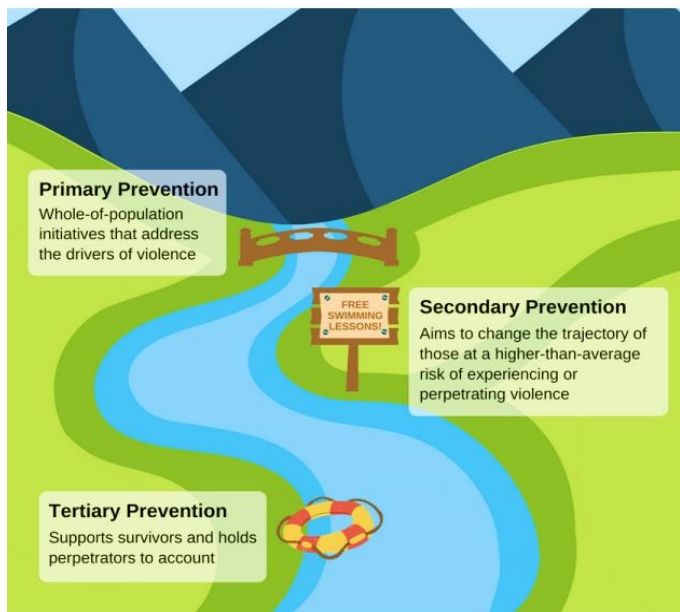 Primary Prevention
Whole-of-population
initiatives that address
the drivers of violence
FREE
SWIMMING
LESSONS!
Secondary Prevention
Aims to change the trajectory of
those at a higher-than-average
risk of experiencing or
perpetrating violence
Tertiary Prevention
Supports survivors and holds
perpetrators to account